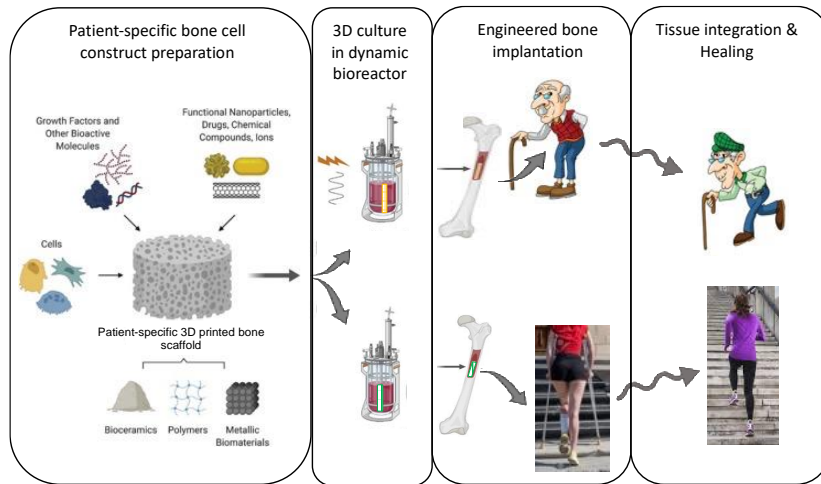 Patient-specific bone cell
construct preparation
3D culture
in dynamic
bioreactor
Engineered bone
implantation
Tissue integration &
Healing
Growth Factors and
Other Bioactive
Molecules
Functional Nanoparticles,
Drugs, Chemical
Compounds, Ions
Cells
Patient-specific 3D printed bone
scaffold
Bioceramics
Polymers
Metallic
Biomaterials